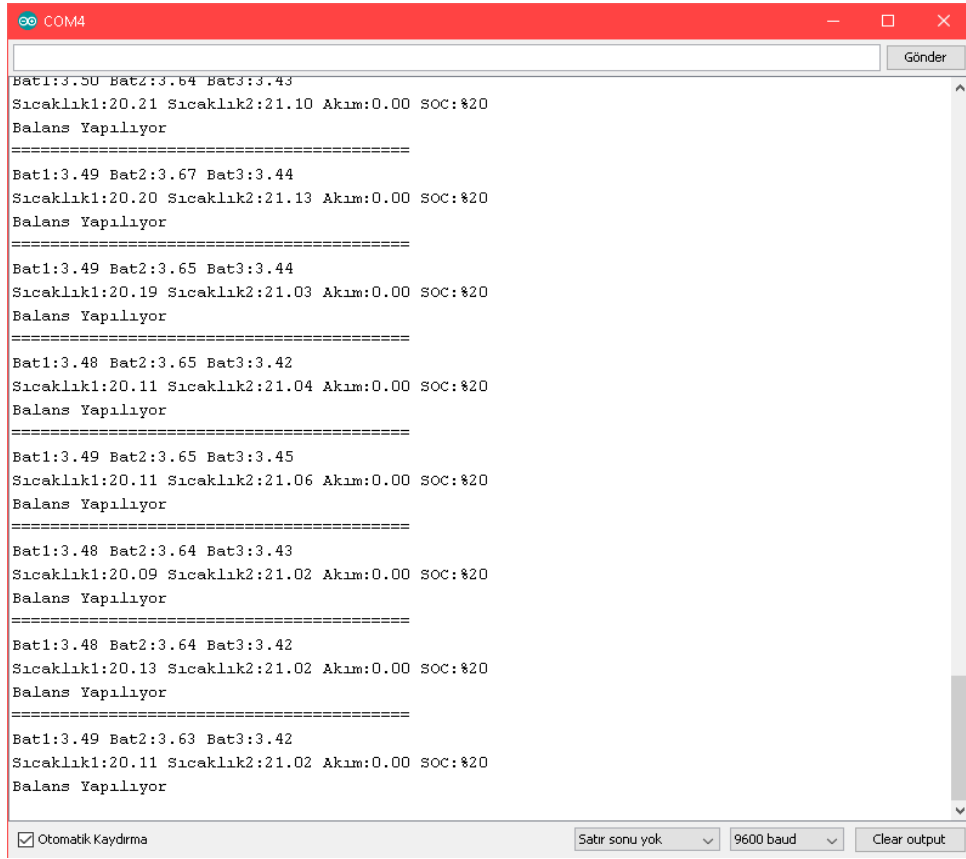 COM4
Gönder
Bat1:3.50 Bat2:3.64 Bat3:3.43
Sıcaklık1:20.21 Sıcaklık2:21.10 Akım:0.00 SOC:%20
Balans Yapılıyor
=========================================
Bat1:3.49 Bat2:3.67 Bat3:3.44
Sıcaklık1:20.20 Sıcaklık2:21.13 Akım:0.00 SOC:%20
Balans Yapılıyor
=========================================
Bat1:3.49 Bat2:3.65 Bat3:3.44
Sıcaklık1:20.19 Sıcaklık2:21.03 Akım:0.00 SOC:%20
Balans Yapılıyor
=========================================
Bat1:3.48 Bat2:3.65 Bat3:3.42
Sıcaklık1:20.11 Sıcaklık2:21.04 Akım:0.00 SOC:%20
Balans Yapılıyor
=========================================
Bat1:3.49 Bat2:3.65 Bat3:3.45
Sıcaklık1:20.11 Sıcaklık2:21.06 Akım:0.00 SOC:%20
Balans Yapılıyor
=========================================
Bat1:3.48 Bat2:3.64 Bat3:3.43
Sıcaklık1:20.09 Sıcaklık2:21.02 Akım:0.00 SOC:%20
Balans Yapılıyor
=========================================
Bat1:3.48 Bat2:3.64 Bat3:3.42
Sıcaklık1:20.13 Sıcaklık2:21.02 Akım:0.00 SOC:%20
Balans Yapılıyor
=========================================
Bat1:3.49 Bat2:3.63 Bat3:3.42
Sıcaklık1:20.11 Sıcaklık2:21.02 Akım:0.00 SOC:%20
Balans Yapılıyor
Otomatik Kaydırma Satır sonu yok 9600 baud Clear output